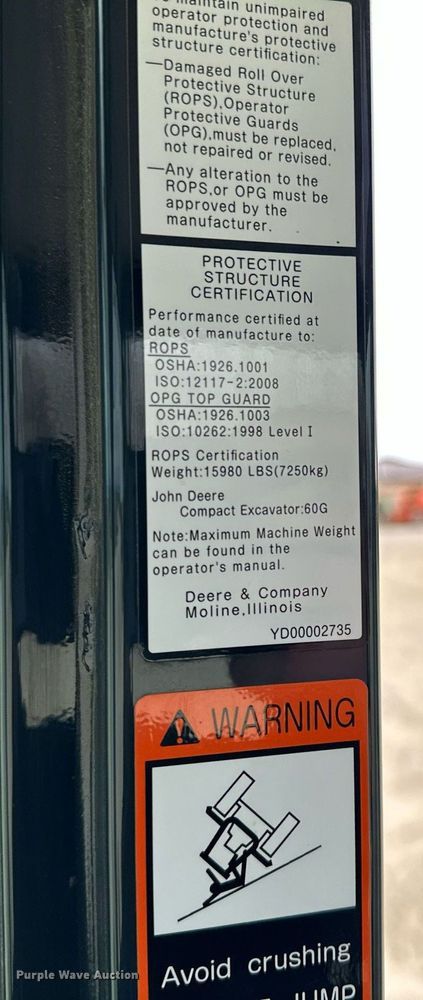 maintain unimpaired
operator protection and
manufacturer's protective
structure certification:
—Damaged Roll Over
Protective Structure
(ROPS),Operator
Protective Guards
(OPG),must be replaced,
not repaired or revised.
—Any alteration to the
ROPS,or OPG must be
approved by the
manufacturer.
PROTECTIVE
STRUCTURE
CERTIFICATION
Performance certified at
date of manufacture to:
ROPS
OSHA:1926.1001
ISO:12117-2:2008
OPG TOP GUARD
OSHA:1926.1003
ISO:10262:1998 Level I
ROPS Certification
Weight:15980 LBS(7250kg)
John Deere
Compact Excavator:60G
Note:Maximum Machine Weight
can be found in the
operator's manual.
Deere & Company
Moline,Illinois
YD00002735
WARNING
Avoid crushing
JUMP
Purple Wave Auction